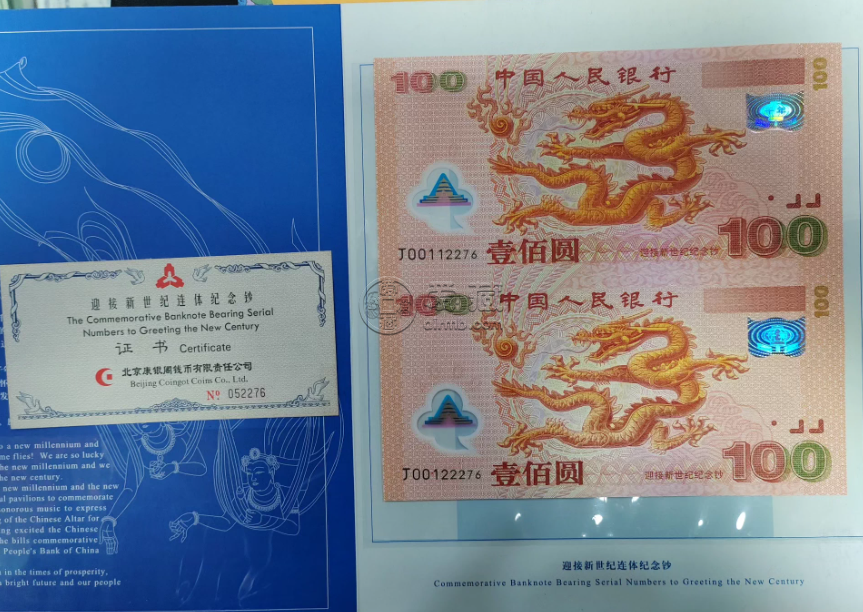 迎接新世纪连体纪念钞
The Commemorative Banknote Bearing Serial
Numbers to Greeting the New Century
证 书 Certificate
北京康银阁钱币有限责任公司
Beijing Coingot Coins Co., Ltd.
Nº 052276
o a new millennium and
me flies! We are so lucky
he new millennium and we
he new century.
new millennium and the new
al pavilions to commemorate
onorous music to express
g of the Chinese Altar for
ng excited the Chinese
he bills commemorative
People's Bank of China
in the times of prosperity,
bright future and our people
100 中国人民银行
100
J00112276 壹佰圆 迎接新世纪纪念钞 100
100 中国人民银行
100
J00122276 壹佰圆 迎接新世纪纪念钞 100
迎接新世纪连体纪念钞
Commemorative Banknote Bearing Serial Numbers to Greeting the New Century